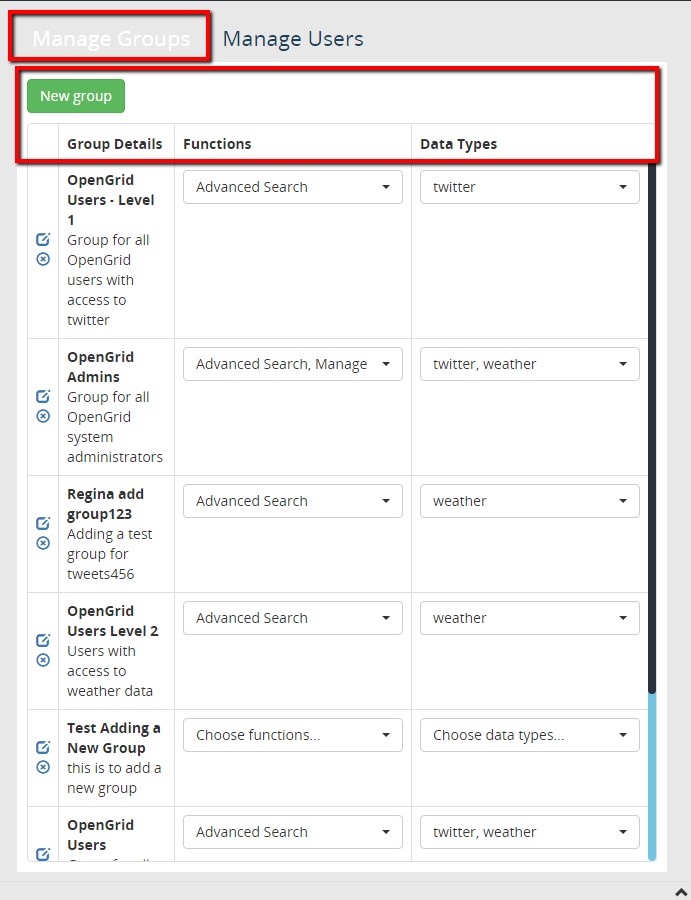 Manage Groups Manage Users
New group
Group Details Functions Data Types
OpenGrid
Users - Level
1
Group for all
OpenGrid
users with
access to
twitter
Advanced Search
twitter
OpenGrid
Admins
Group for all
OpenGrid
system
administrators
Advanced Search, Manage
twitter, weather
Regina add
group123
Adding a test
group for
tweets456
Advanced Search
weather
OpenGrid
Users Level 2
Users with
access to
weather data
Advanced Search
weather
Test Adding a
New Group
this is to add a
new group
Choose functions...
Choose data types...
OpenGrid
Users
Advanced Search
twitter, weather